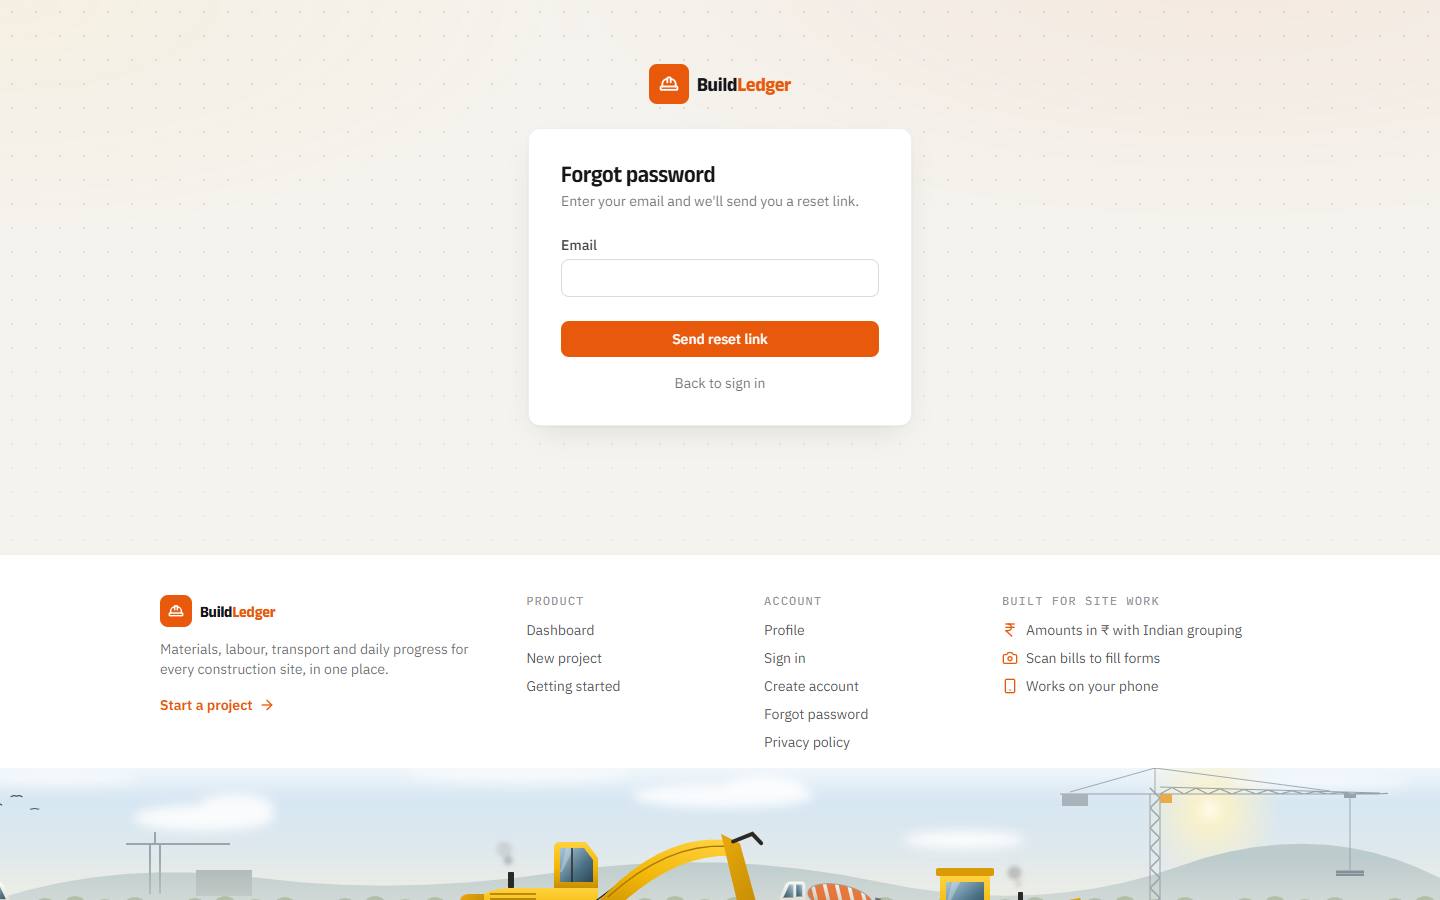 BuildLedger
Forgot password
Enter your email and we'll send you a reset link.
Email
Send reset link
Back to sign in
BuildLedger
Materials, labour, transport and daily progress for
every construction site, in one place.
Start a project
PRODUCT
Dashboard
New project
Getting started
ACCOUNT
Profile
Sign in
Create account
Forgot password
Privacy policy
BUILT FOR SITE WORK
Amounts in ₹ with Indian grouping
Scan bills to fill forms
Works on your phone